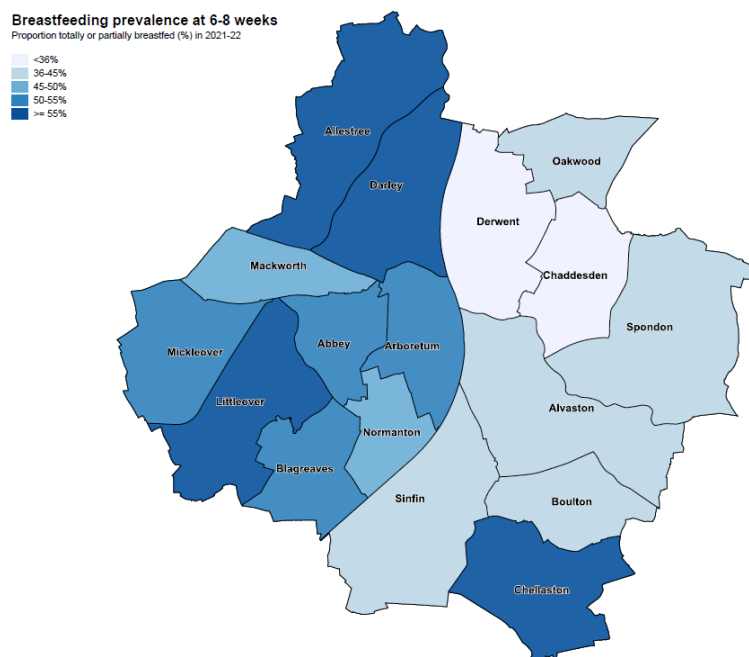 Breastfeeding prevalence at 6-8 weeks
Proportion totally or partially breastfed (%) in 2021-22
<36%
36-45%
45-50%
50-55%
>= 55%
Allestree
Oakwood
Darley
Derwent
Mackworth
Chaddesden
Spondon
Abbey
Arboretum
Mickleover
Littleover
Alvaston
Normanton
Blagreaves
Sinfin
Boulton
Chellaston